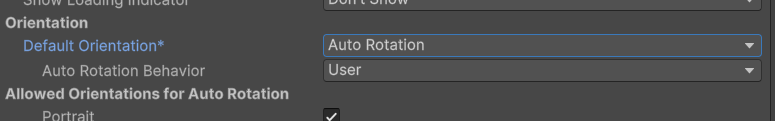 Show Loading Indicator Don't Show
Orientation
Default Orientation* Auto Rotation
Auto Rotation Behavior User
Allowed Orientations for Auto Rotation
Portrait